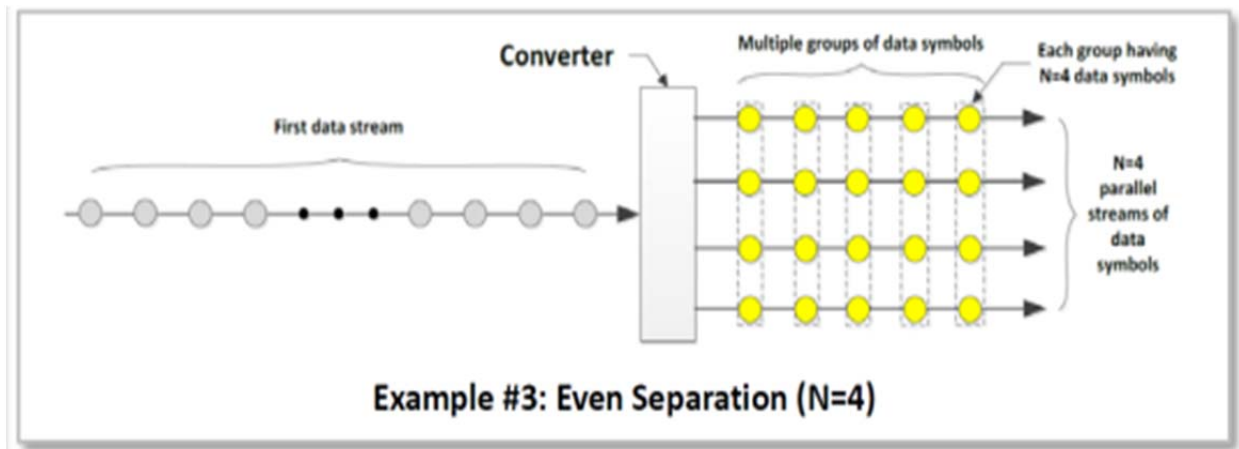 Converter
Multiple groups of data symbols
Each group having
N=4 data symbols
First data stream
N=4
parallel
streams of
data
symbols
Example #3: Even Separation (N=4)